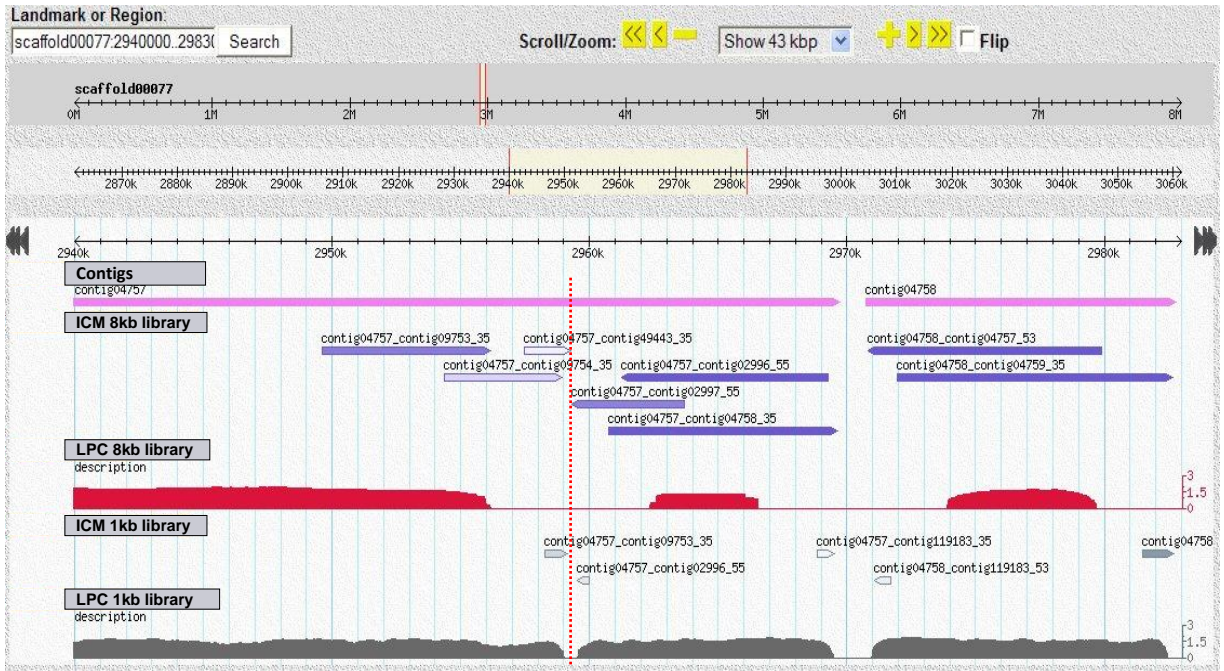 Landmark or Region:
scaffold00077:2940000..2983( Search Scroll/Zoom: << < Show 43 kbp + > >> Flip
scaffold00077
0M 1M 2M 3M 4M 5M 6M 7M 8M
2870k 2880k 2890k 2900k 2910k 2920k 2930k 2940k 2950k 2960k 2970k 2980k 2990k 3000k 3010k 3020k 3030k 3040k 3050k 3060k
2940k 2950k 2960k 2970k 2980k
Contigs
contig04757 contig04758
ICM 8kb library
contig04757_contig09753_35 contig04757_contig49443_35 contig04758_contig04757_53
contig04757_contig09754_35 contig04757_contig02996_55 contig04758_contig04759_35
contig04757_contig02997_55
contig04757_contig04758_35
LPC 8kb library
description
3
1.5
0
ICM 1kb library
contig04757_contig09753_35 contig04757_contig119183_35 contig04758
contig04757_contig02996_55 contig04758_contig119183_53
LPC 1kb library
description
3
1.5
0